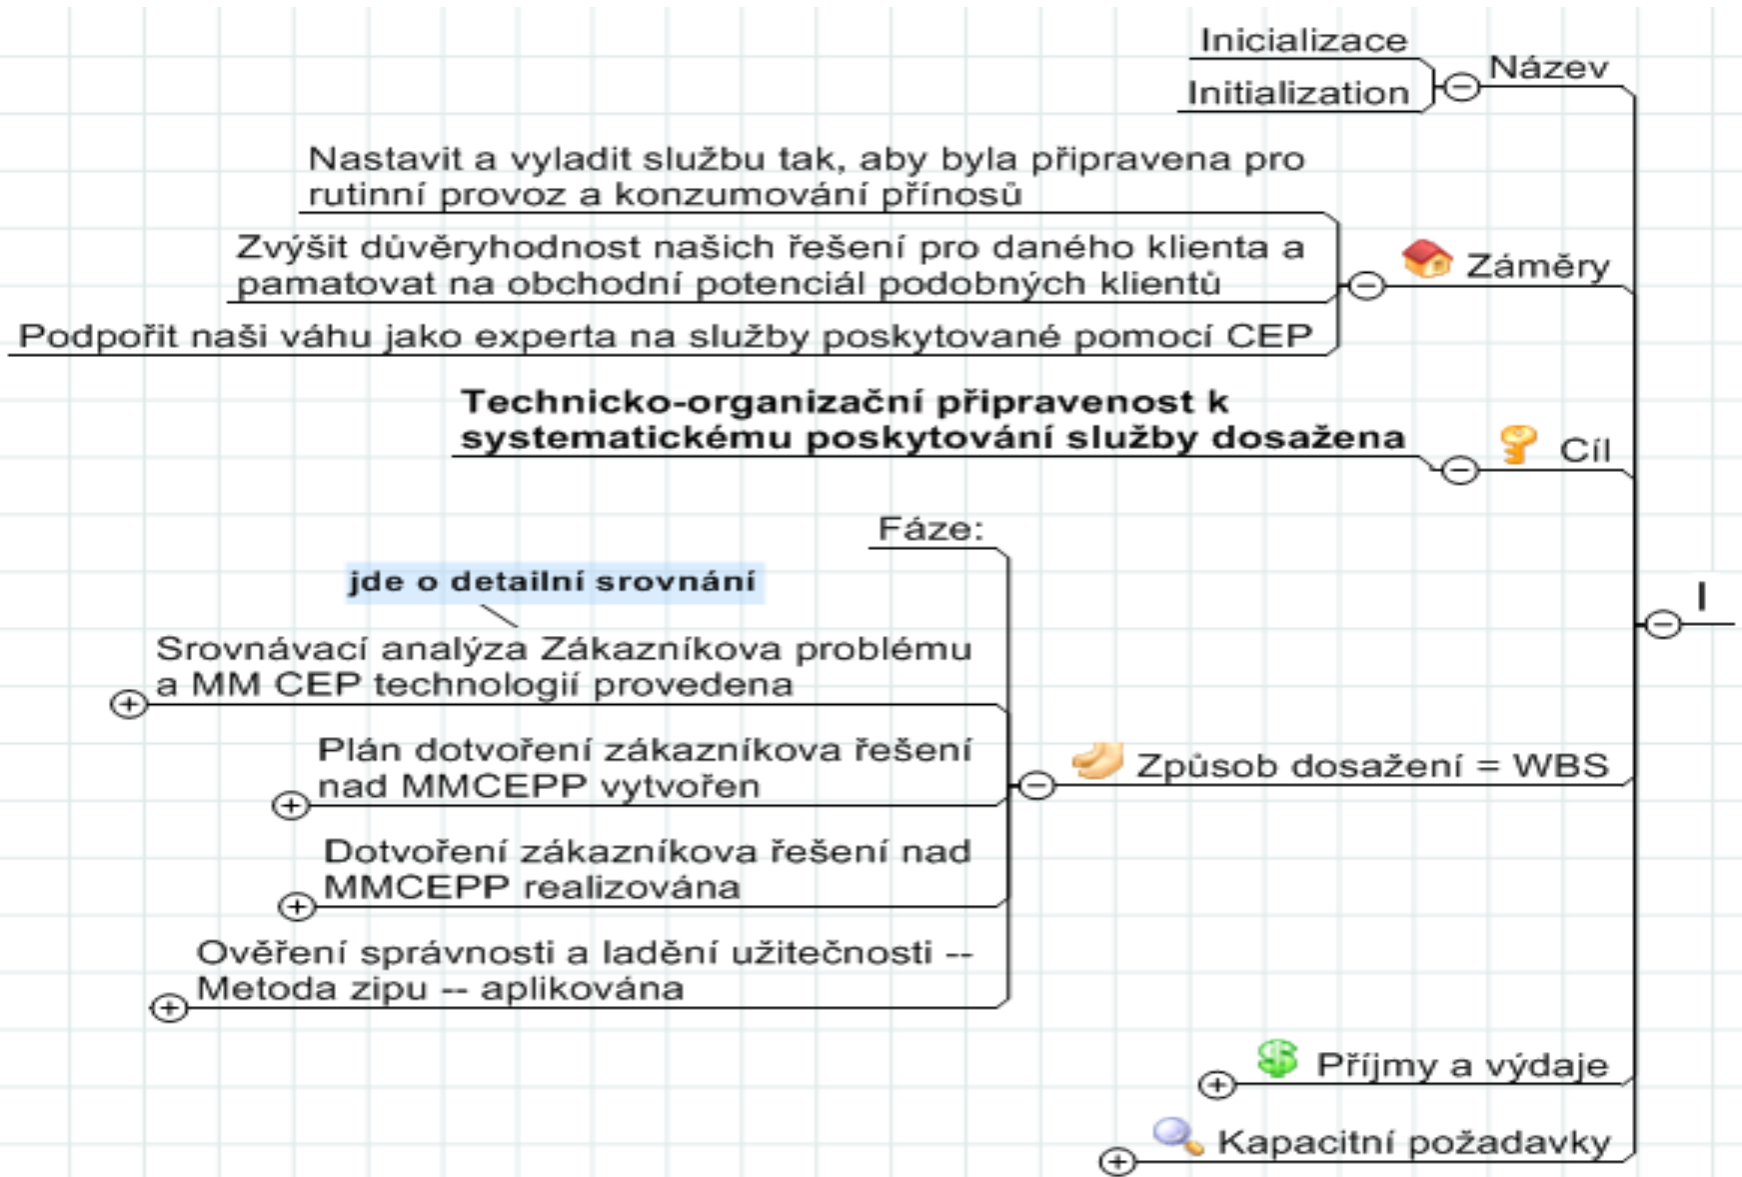 Inicializace
Initialization
Název
Nastavit a vyladit službu tak, aby byla připravena pro
rutinní provoz a konzumování přínosů
Zvýšit důvěryhodnost našich řešení pro daného klienta a
pamatovat na obchodní potenciál podobných klientů
Podpořit naši váhu jako experta na služby poskytované pomocí CEP
Záměry
Technicko-organizační připravenost k
systematickému poskytování služby dosažena
Cíl
Fáze:
jde o detailní srovnání
Srovnávací analýza Zákazníkova problému
a MM CEP technologií provedena
Plán dotvoření zákazníkova řešení
nad MMCEPP vytvořen
Dotvoření zákazníkova řešení nad
MMCEPP realizována
Ověření správnosti a ladění užitečnosti --
Metoda zipu -- aplikována
Způsob dosažení = WBS
I
Příjmy a výdaje
Kapacitní požadavky